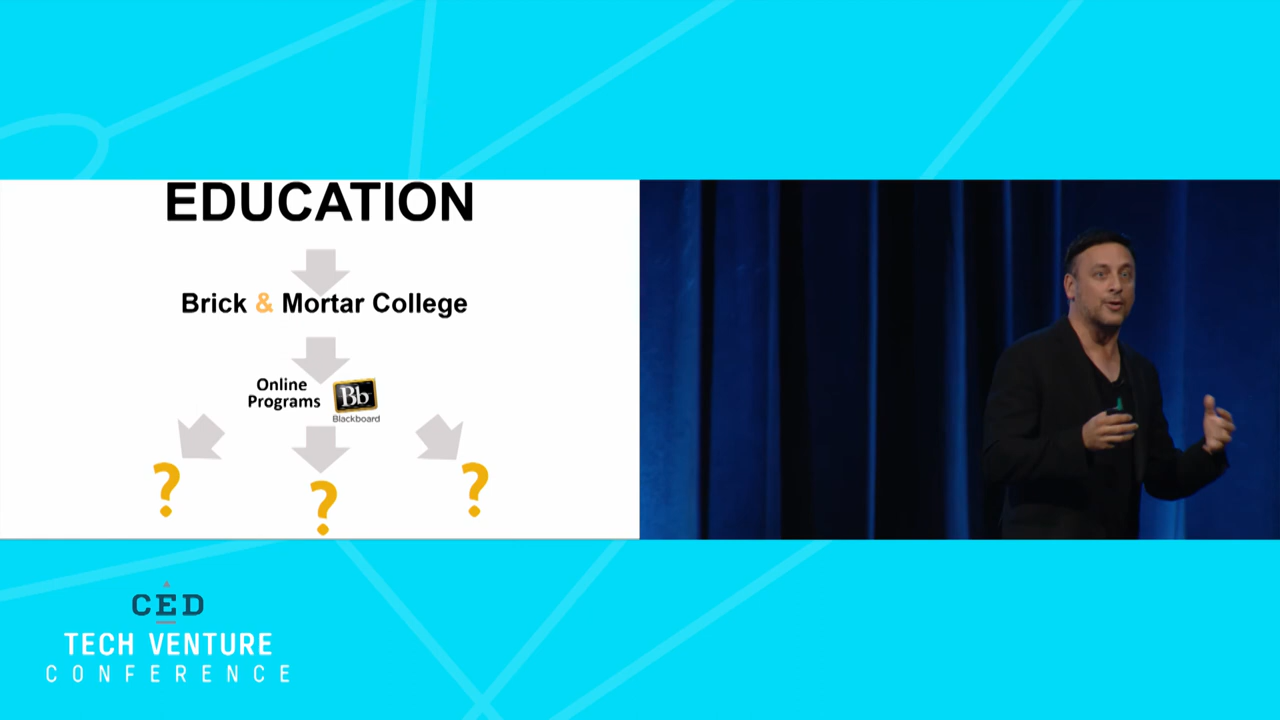 EDUCATION
Brick & Mortar College
Online
Programs
Bb
Blackboard
?
?
?
CED
TECH VENTURE
CONFERENCE